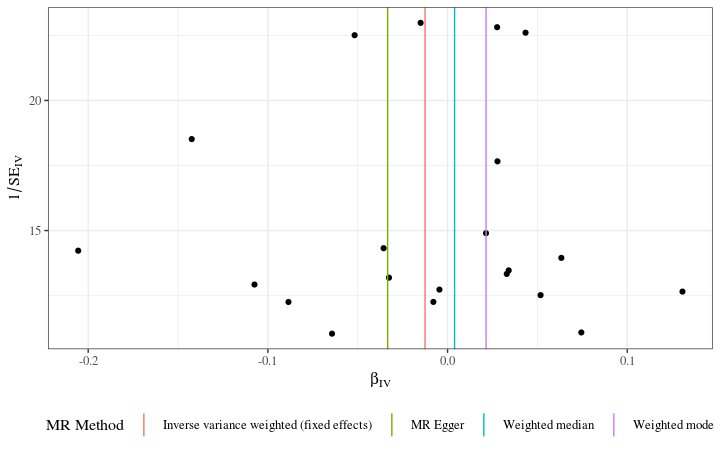 20
15
1/SE_IV
-0.2 -0.1 0.0 0.1
β_IV
MR Method Inverse variance weighted (fixed effects) MR Egger Weighted median Weighted mode